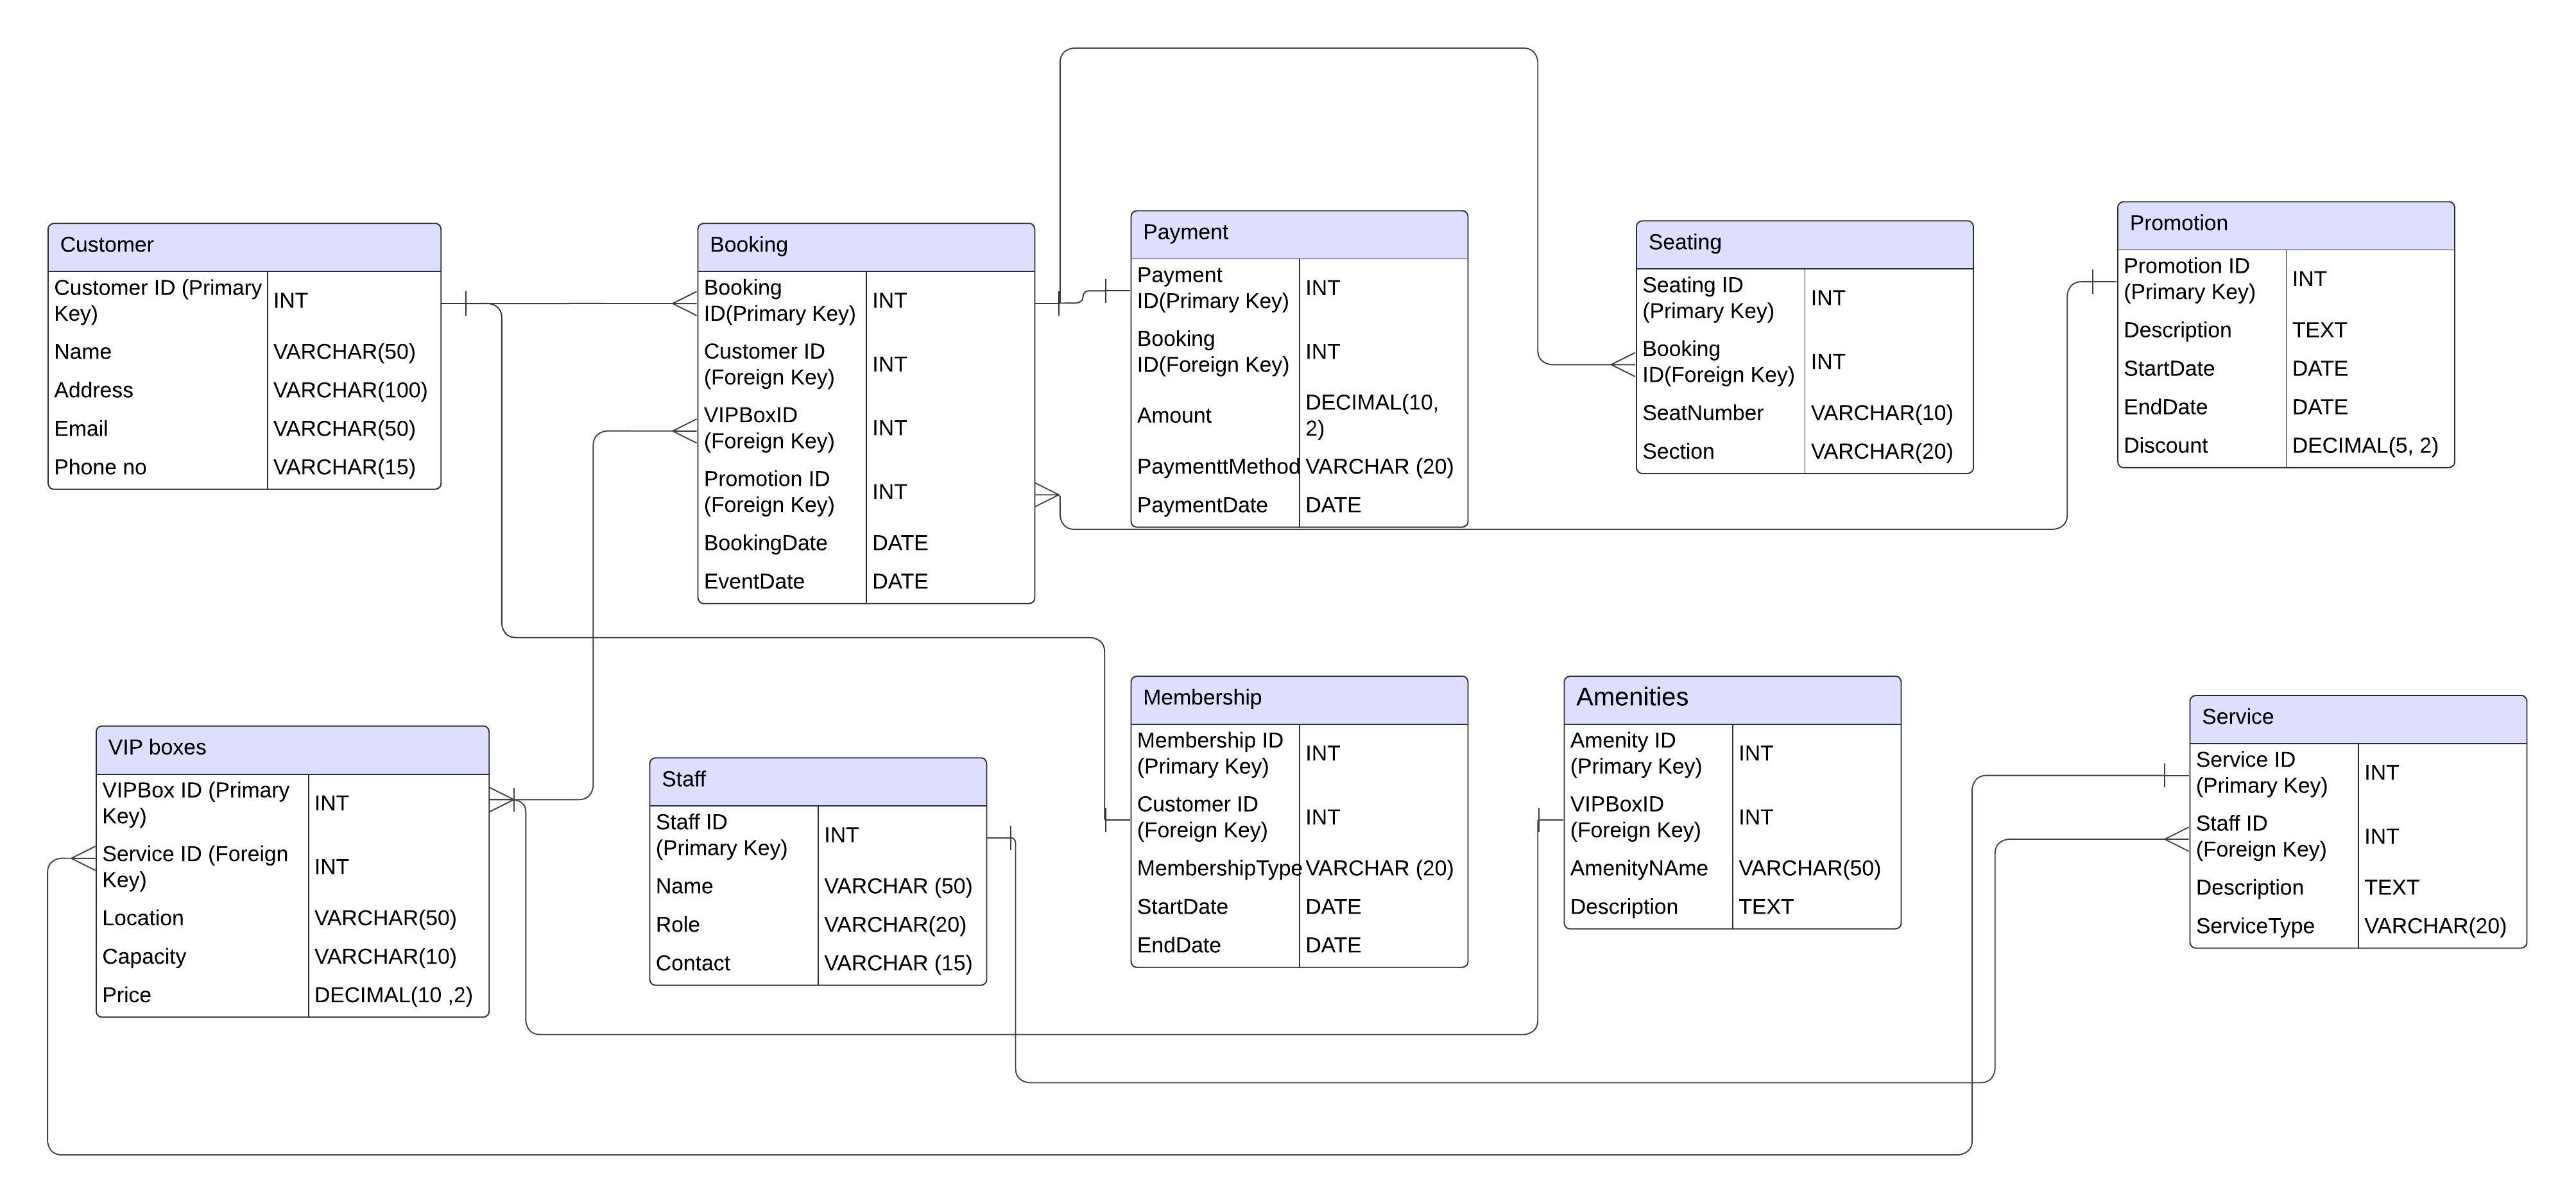 Customer
Customer ID (Primary
Key)
INT
Name
VARCHAR(50)
Address
VARCHAR(100)
Email
VARCHAR(50)
Phone no
VARCHAR(15)
Booking
Booking
ID(Primary Key)
INT
Customer ID
(Foreign Key)
INT
VIPBoxID
(Foreign Key)
INT
Promotion ID
(Foreign Key)
INT
BookingDate
DATE
EventDate
DATE
Payment
Payment
ID(Primary Key)
INT
Booking
ID(Foreign Key)
INT
Amount
DECIMAL(10,
2)
PaymenttMethod
VARCHAR (20)
PaymentDate
DATE
Seating
Seating ID
(Primary Key)
INT
Booking
ID(Foreign Key)
INT
SeatNumber
VARCHAR(10)
Section
VARCHAR(20)
Promotion
Promotion ID
(Primary Key)
INT
Description
TEXT
StartDate
DATE
EndDate
DATE
Discount
DECIMAL(5, 2)
VIP boxes
VIPBox ID (Primary
Key)
INT
Service ID (Foreign
Key)
INT
Location
VARCHAR(50)
Capacity
VARCHAR(10)
Price
DECIMAL(10 ,2)
Staff
Staff ID
(Primary Key)
INT
Name
VARCHAR (50)
Role
VARCHAR(20)
Contact
VARCHAR (15)
Membership
Membership ID
(Primary Key)
INT
Customer ID
(Foreign Key)
INT
MembershipType
VARCHAR (20)
StartDate
DATE
EndDate
DATE
Amenities
Amenity ID
(Primary Key)
INT
VIPBoxID
(Foreign Key)
INT
AmenityNAme
VARCHAR(50)
Description
TEXT
Service
Service ID
(Primary Key)
INT
Staff ID
(Foreign Key)
INT
Description
TEXT
ServiceType
VARCHAR(20)